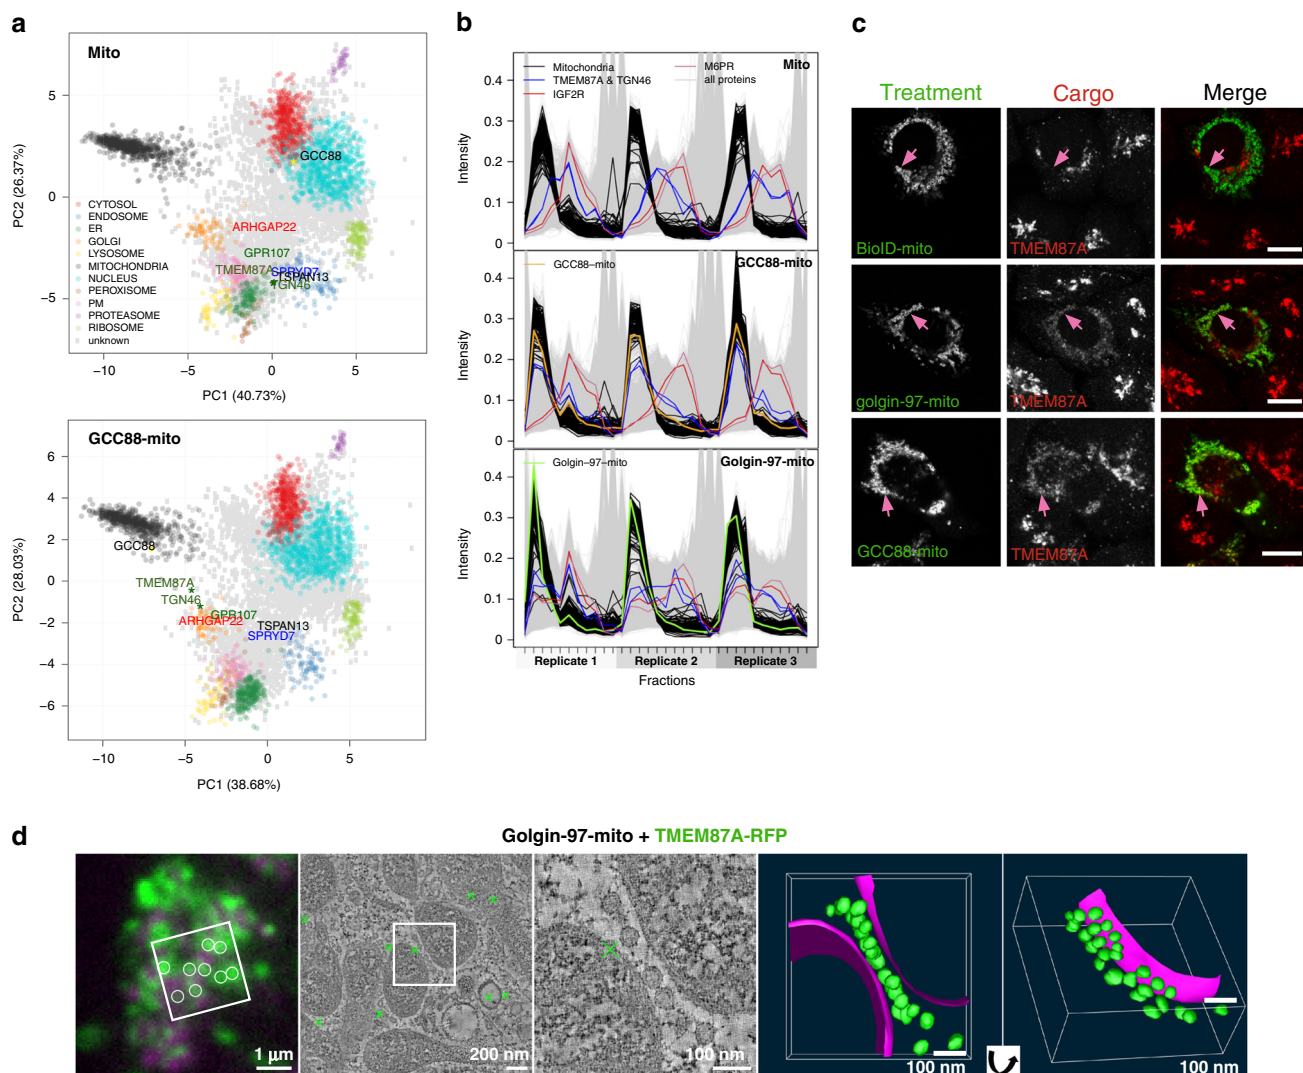 a
Mito
5
0
−5
PC2 (26.37%)
GCC88
ARHGAP22
GPR107
TMEM87A
SPRYD7
TSPAN13
TGN46
CYTOSOL
ENDOSOME
ER
GOLGI
LYSOSOME
MITOCHONDRIA
NUCLEUS
PEROXISOME
PM
PROTEASOME
RIBOSOME
unknown
−10 −5 0 5
PC1 (40.73%)
GCC88-mito
6
4
2
0
−2
−4
−6
PC2 (28.03%)
GCC88
TMEM87A
TGN46
GPR107
ARHGAP22
TSPAN13
SPRYD7
−10 −5 0 5
PC1 (38.68%)
b
Mitochondria
TMEM87A & TGN46
IGF2R
M6PR
all proteins
Mito
0.4
0.3
0.2
0.1
0
Intensity
GCC88–mito
GCC88-mito
0.4
0.3
0.2
0.1
0
Intensity
Golgin–97–mito
Golgin-97-mito
0.4
0.3
0.2
0.1
0
Intensity
Replicate 1 Replicate 2 Replicate 3
Fractions
c
Treatment Cargo Merge
BioID-mito TMEM87A
golgin-97-mito TMEM87A
GCC88-mito TMEM87A
d
Golgin-97-mito + TMEM87A-RFP
1 μm 200 nm 100 nm 100 nm 100 nm